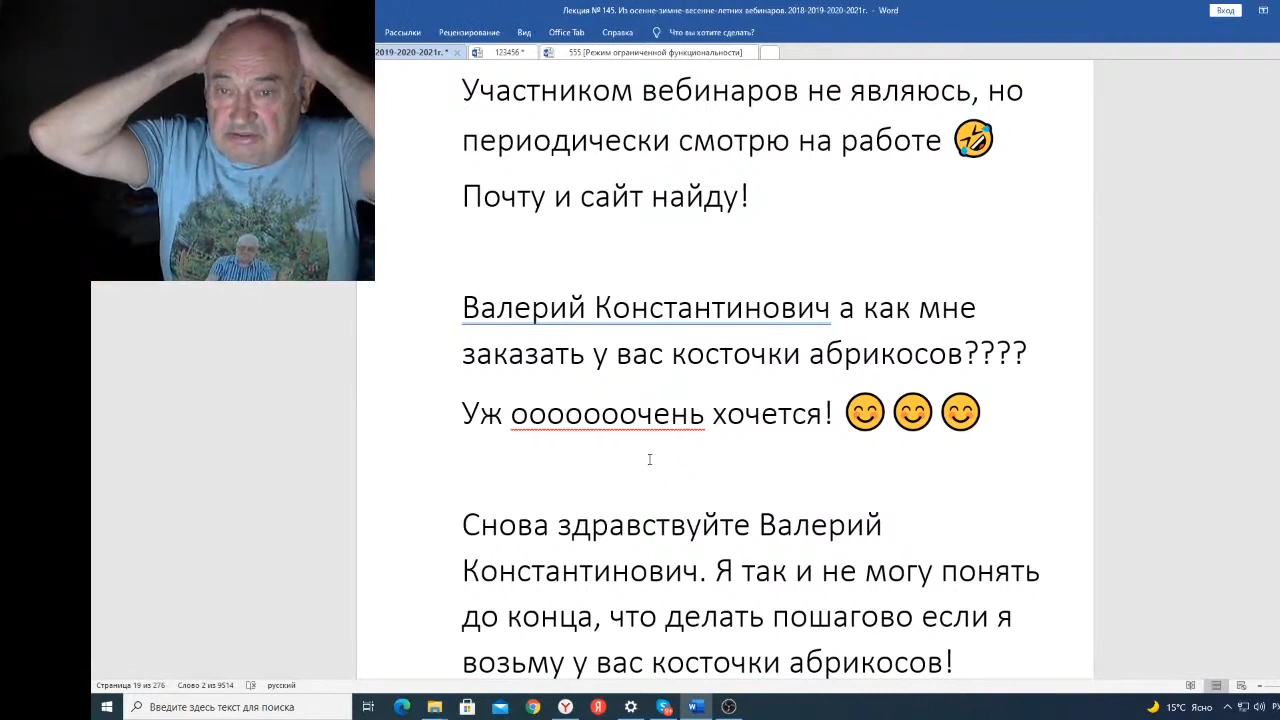 Лекция № 145. Из осенне-зимне-весенне-летних вебинаров. 2018-2019-2020-2021г. - Word
Вход
Рассылки Рецензирование Вид Office Tab Справка Что вы хотите сделать?
2019-2020-2021г. * 123456 * 555 [Режим ограниченной функциональности]
Участником вебинаров не являюсь, но
периодически смотрю на работе 🤣
Почту и сайт найду!
Валерий Константинович а как мне
заказать у вас косточки абрикосов????
Уж ооооооочень хочется! 😊😊😊
Снова здравствуйте Валерий
Константинович. Я так и не могу понять
до конца, что делать пошагово если я
возьму у вас косточки абрикосов!
Страница 19 из 276 Слово 2 из 9514 русский
Введите здесь текст для поиска
15°C Ясно